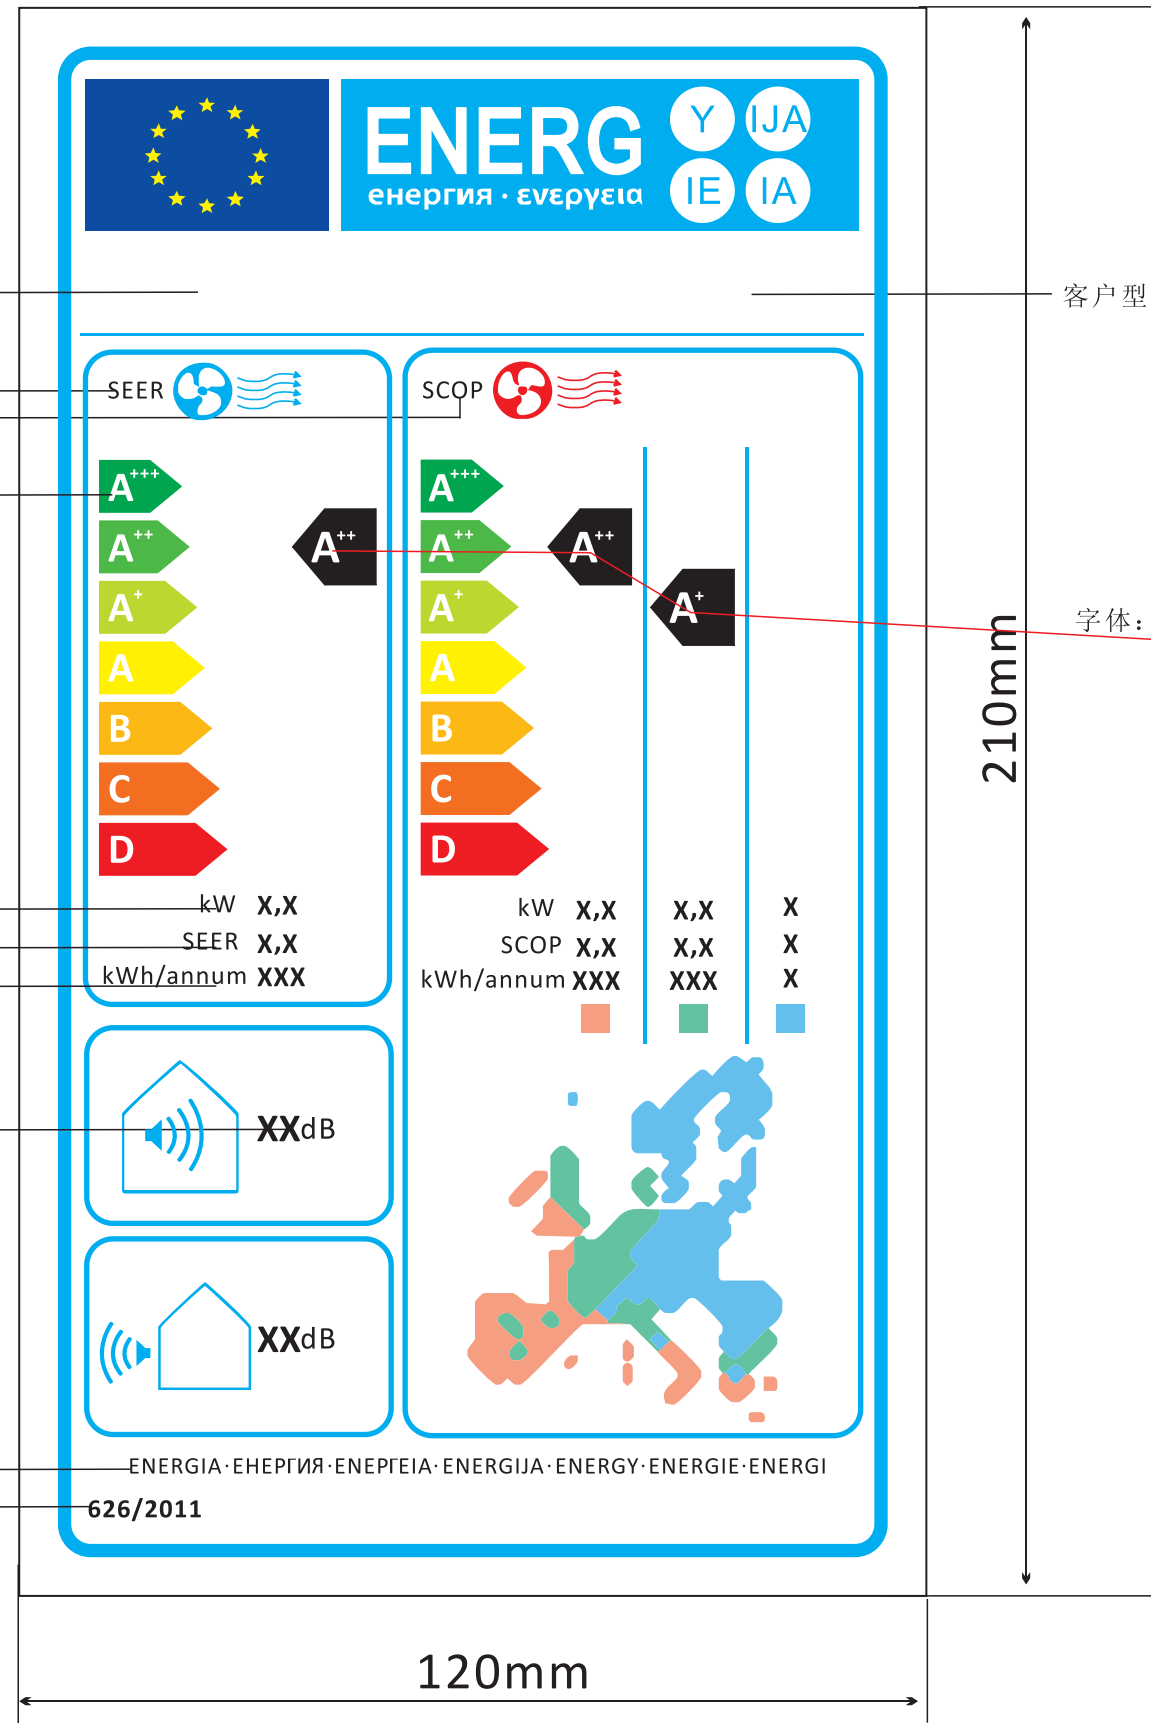 ENERG
енергия · ενεργεια
Y IJA
IE IA
客户型
SEER
SCOP
A+++
A++
A+
A
B
C
D
A++
A+++
A++
A+
A
B
C
D
A++
A+
字体：
210mm
kW X,X
SEER X,X
kWh/annum XXX
kW X,X X,X X
SCOP X,X X,X X
kWh/annum XXX XXX X
XXdB
XXdB
ENERGIA·ЕНЕРГИЯ·ΕΝΕΡΓΕΙΑ·ENERGIJA·ENERGY·ENERGIE·ENERGI
626/2011
120mm